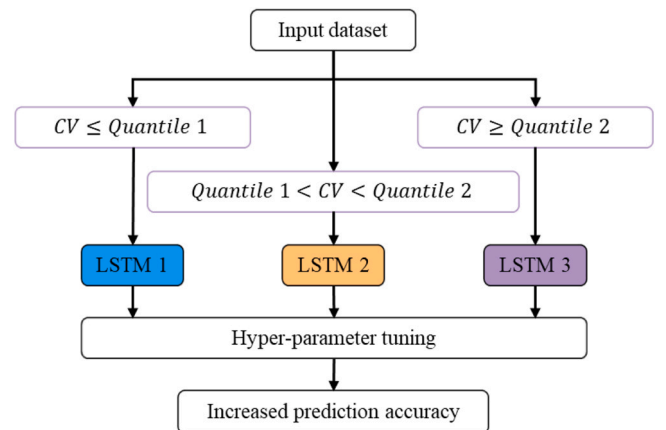 Input dataset
CV ≤ Quantile 1
CV ≥ Quantile 2
Quantile 1 < CV < Quantile 2
LSTM 1
LSTM 2
LSTM 3
Hyper-parameter tuning
Increased prediction accuracy